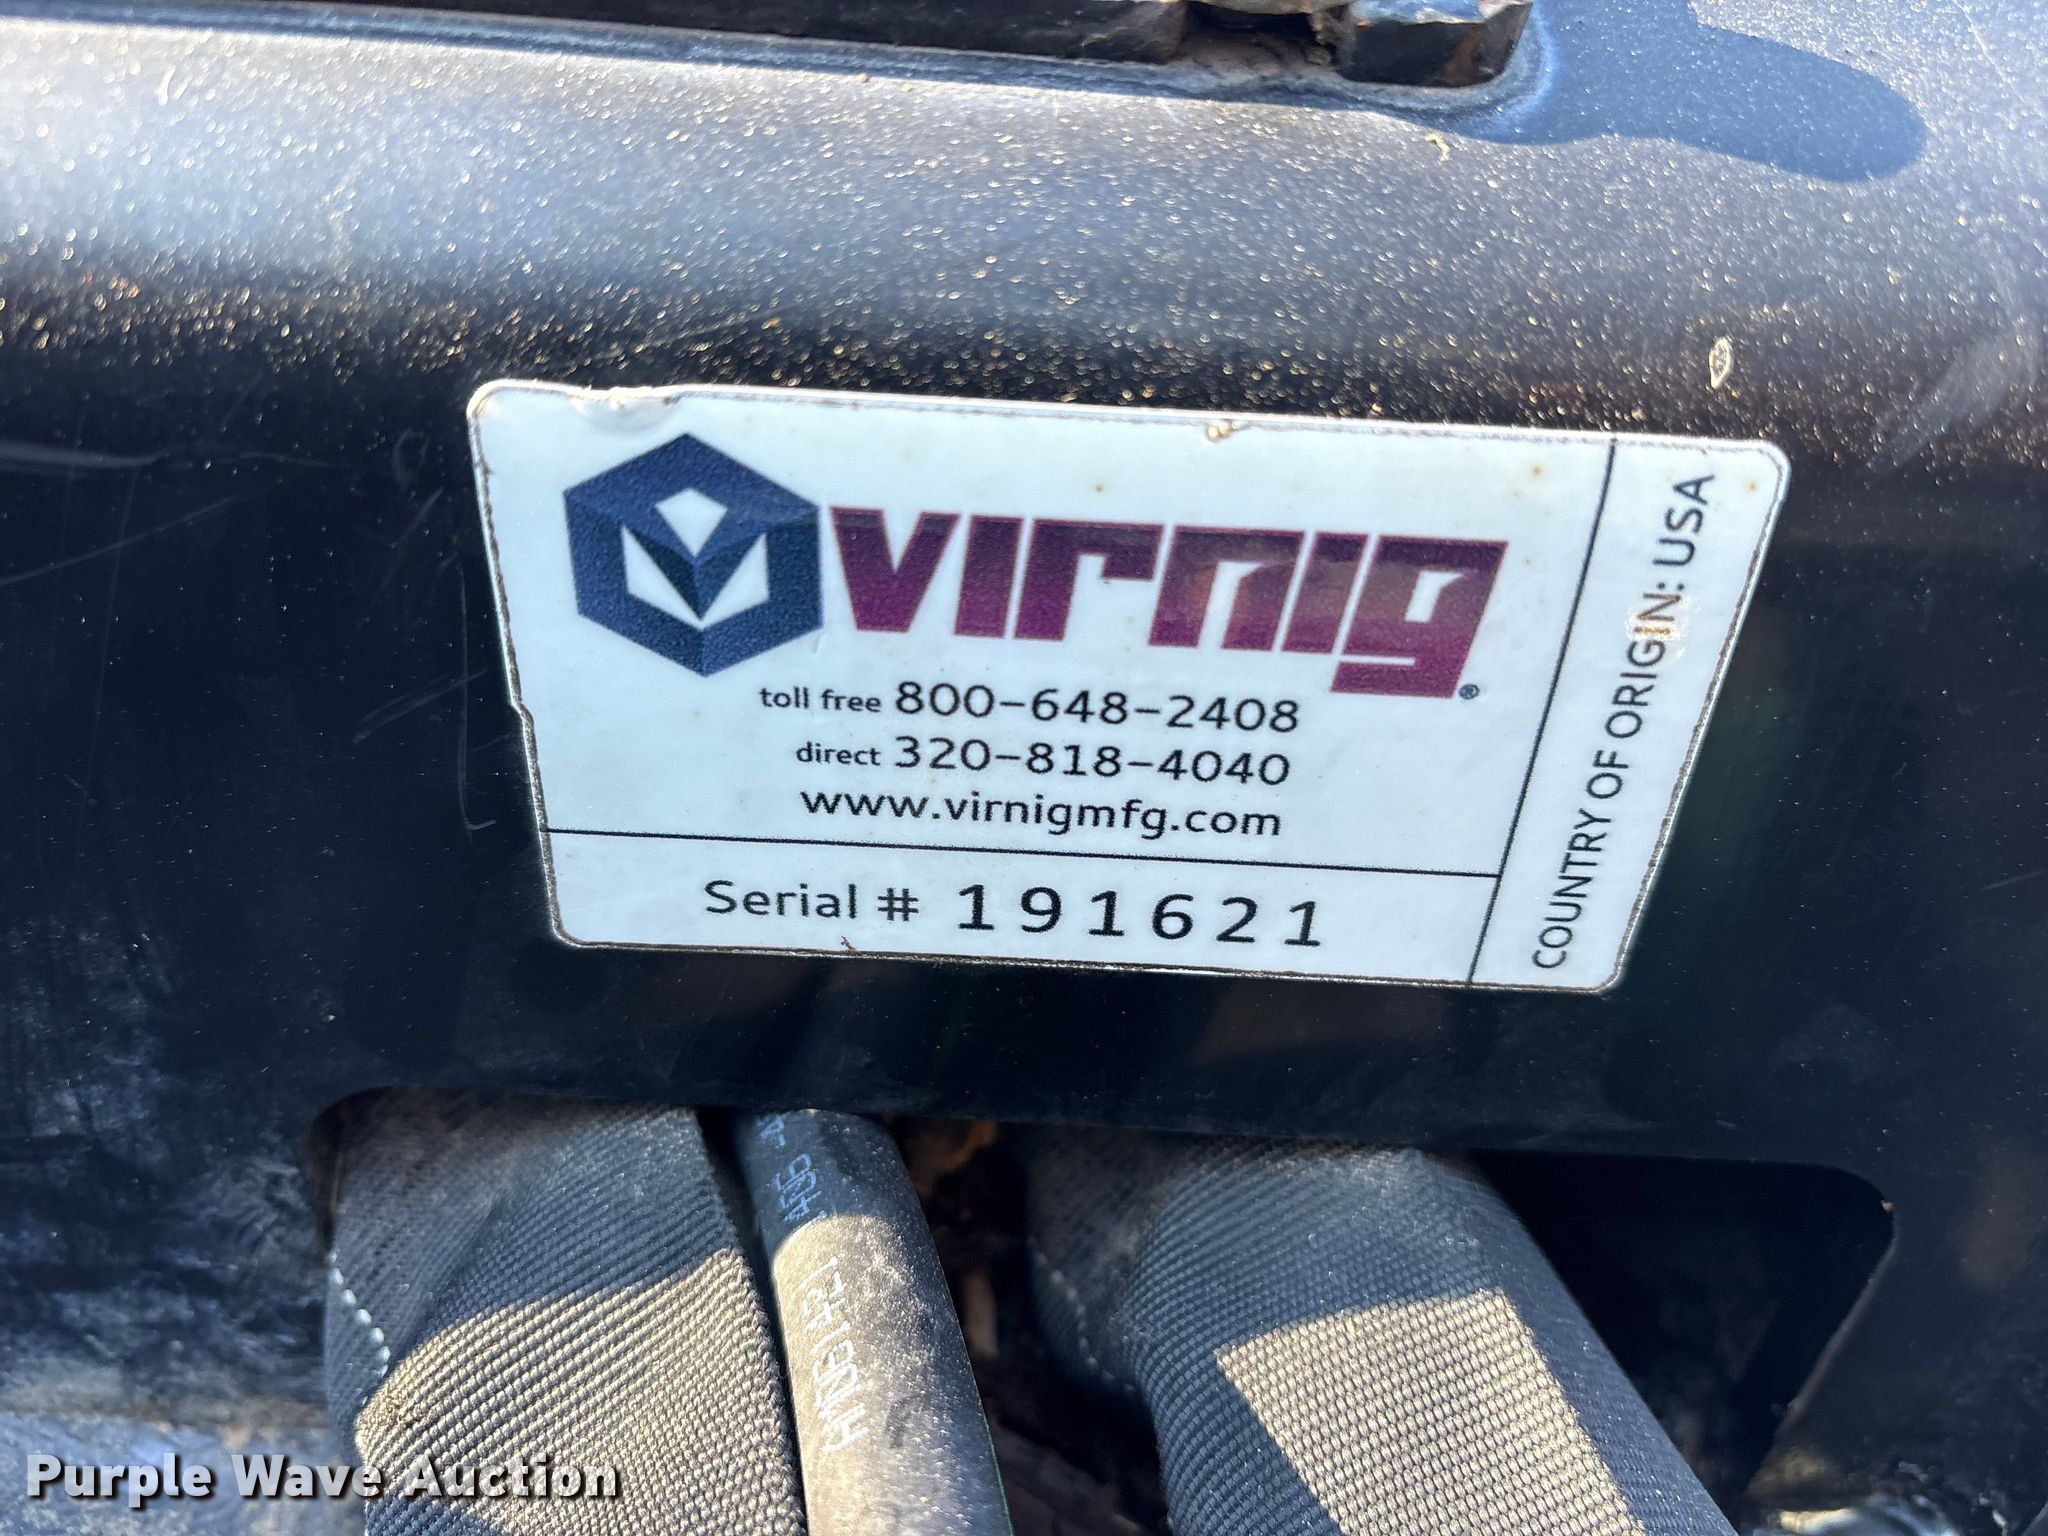 virnig®
toll free 800-648-2408
direct 320-818-4040
www.virnigmfg.com
Serial # 191621
COUNTRY OF ORIGIN: USA
Purple Wave Auction